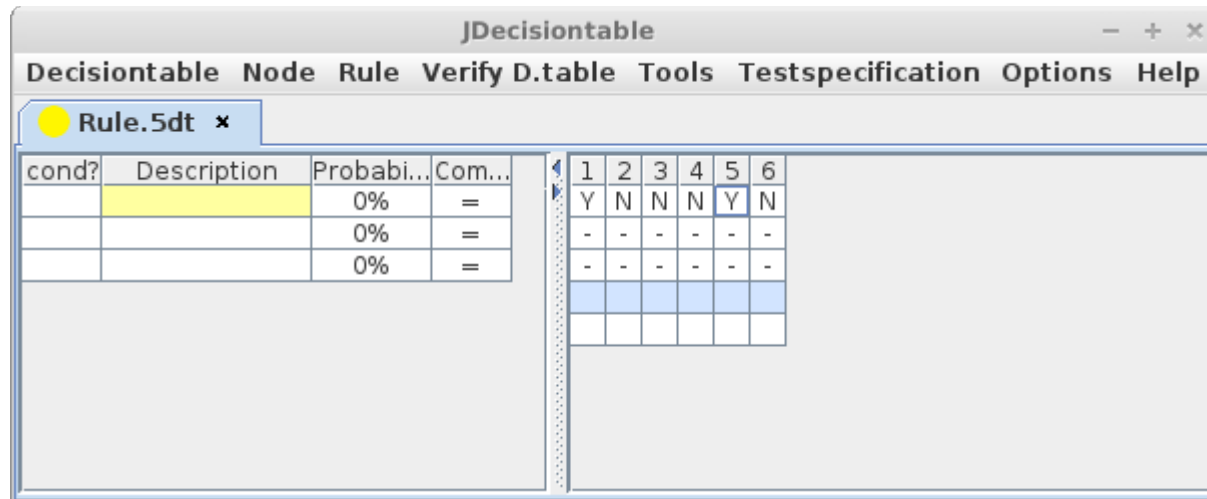 JDecisiontable
Decisiontable Node Rule Verify D.table Tools Testspecification Options Help
Rule.5dt
cond? Description Probabi... Com... 1 2 3 4 5 6
0% = Y N N N Y N
0% = - - - - - -
0% = - - - - - -